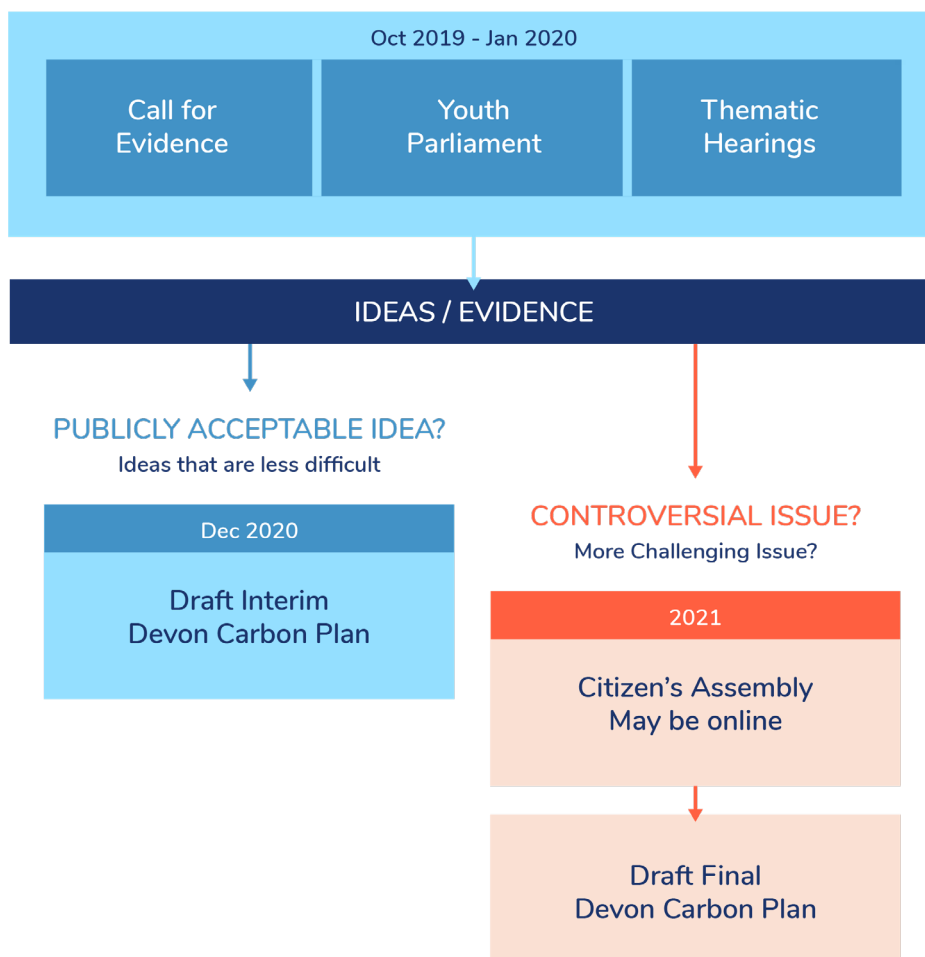 Oct 2019 - Jan 2020
Call for
Evidence
Youth
Parliament
Thematic
Hearings
IDEAS / EVIDENCE
PUBLICLY ACCEPTABLE IDEA?
Ideas that are less difficult
Dec 2020
Draft Interim
Devon Carbon Plan
CONTROVERSIAL ISSUE?
More Challenging Issue?
2021
Citizen’s Assembly
May be online
Draft Final
Devon Carbon Plan